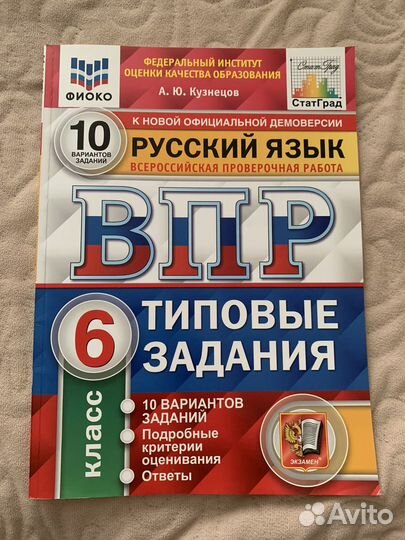 ФЕДЕРАЛЬНЫЙ ИНСТИТУТ
ОЦЕНКИ КАЧЕСТВА ОБРАЗОВАНИЯ
ФИОКО
А. Ю. Кузнецов
СтатГрад
СтатГрад
К НОВОЙ ОФИЦИАЛЬНОЙ ДЕМОВЕРСИИ
10
ВАРИАНТОВ
ЗАДАНИЙ
РУССКИЙ ЯЗЫК
ВСЕРОССИЙСКАЯ ПРОВЕРОЧНАЯ РАБОТА
ВПР
6
класс
ТИПОВЫЕ
ЗАДАНИЯ
10 ВАРИАНТОВ
ЗАДАНИЙ
Подробные
критерии
оценивания
Ответы
ЭКЗАМЕН
Avito